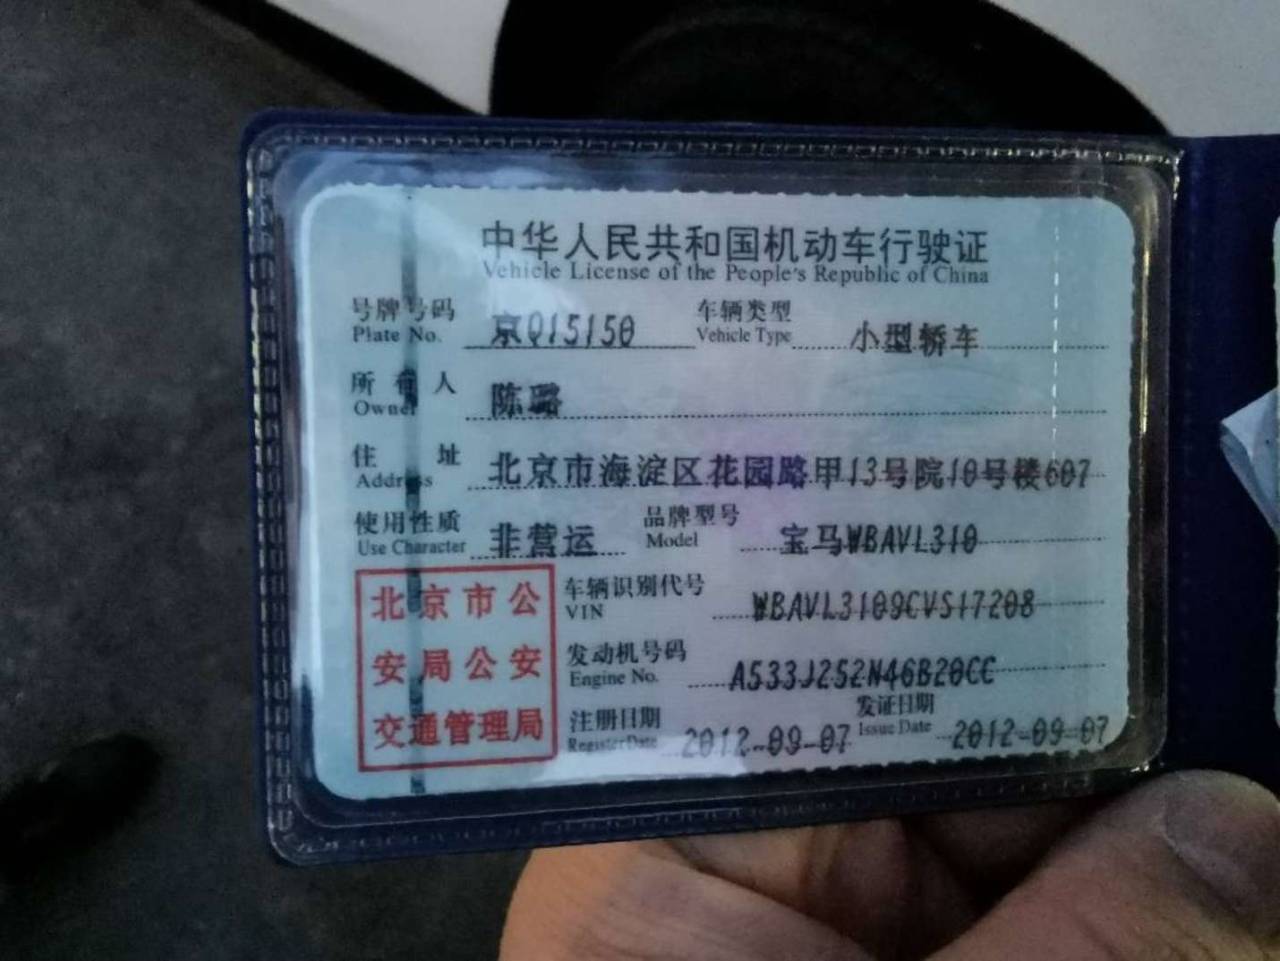 中华人民共和国机动车行驶证
Vehicle License of the People's Republic of China
号牌号码 京Q15150 车辆类型 小型轿车
Plate No. Vehicle Type
所有人 陈璐
Owner
住址 北京市海淀区花园路甲13号院10号楼607
Address
使用性质 非营运 品牌型号 宝马WBAVL310
Use Character Model
北京市公
安局公安
交通管理局
车辆识别代号 WBAVL3109CVS17208
VIN
发动机号码 A533J252N46B20CC
Engine No.
注册日期 2012-09-07 发证日期 2012-09-07
Register Date Issue Date